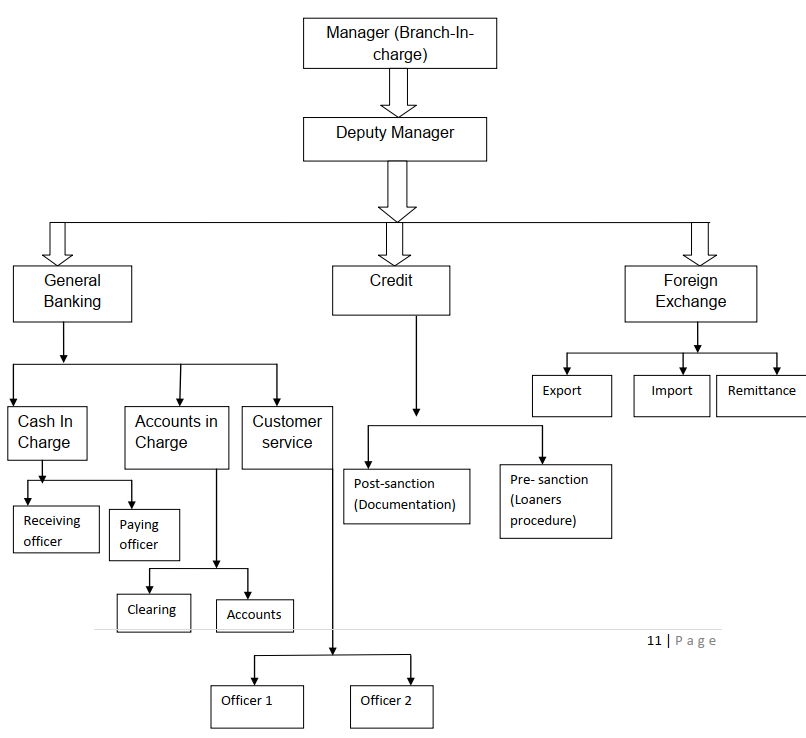 Manager (Branch-In-
charge)
Deputy Manager
General
Banking
Credit
Foreign
Exchange
Export
Import
Remittance
Cash In
Charge
Accounts in
Charge
Customer
service
Post-sanction
(Documentation)
Pre- sanction
(Loaners
procedure)
Receiving
officer
Paying
officer
Clearing
Accounts
11 | Page
Officer 1
Officer 2